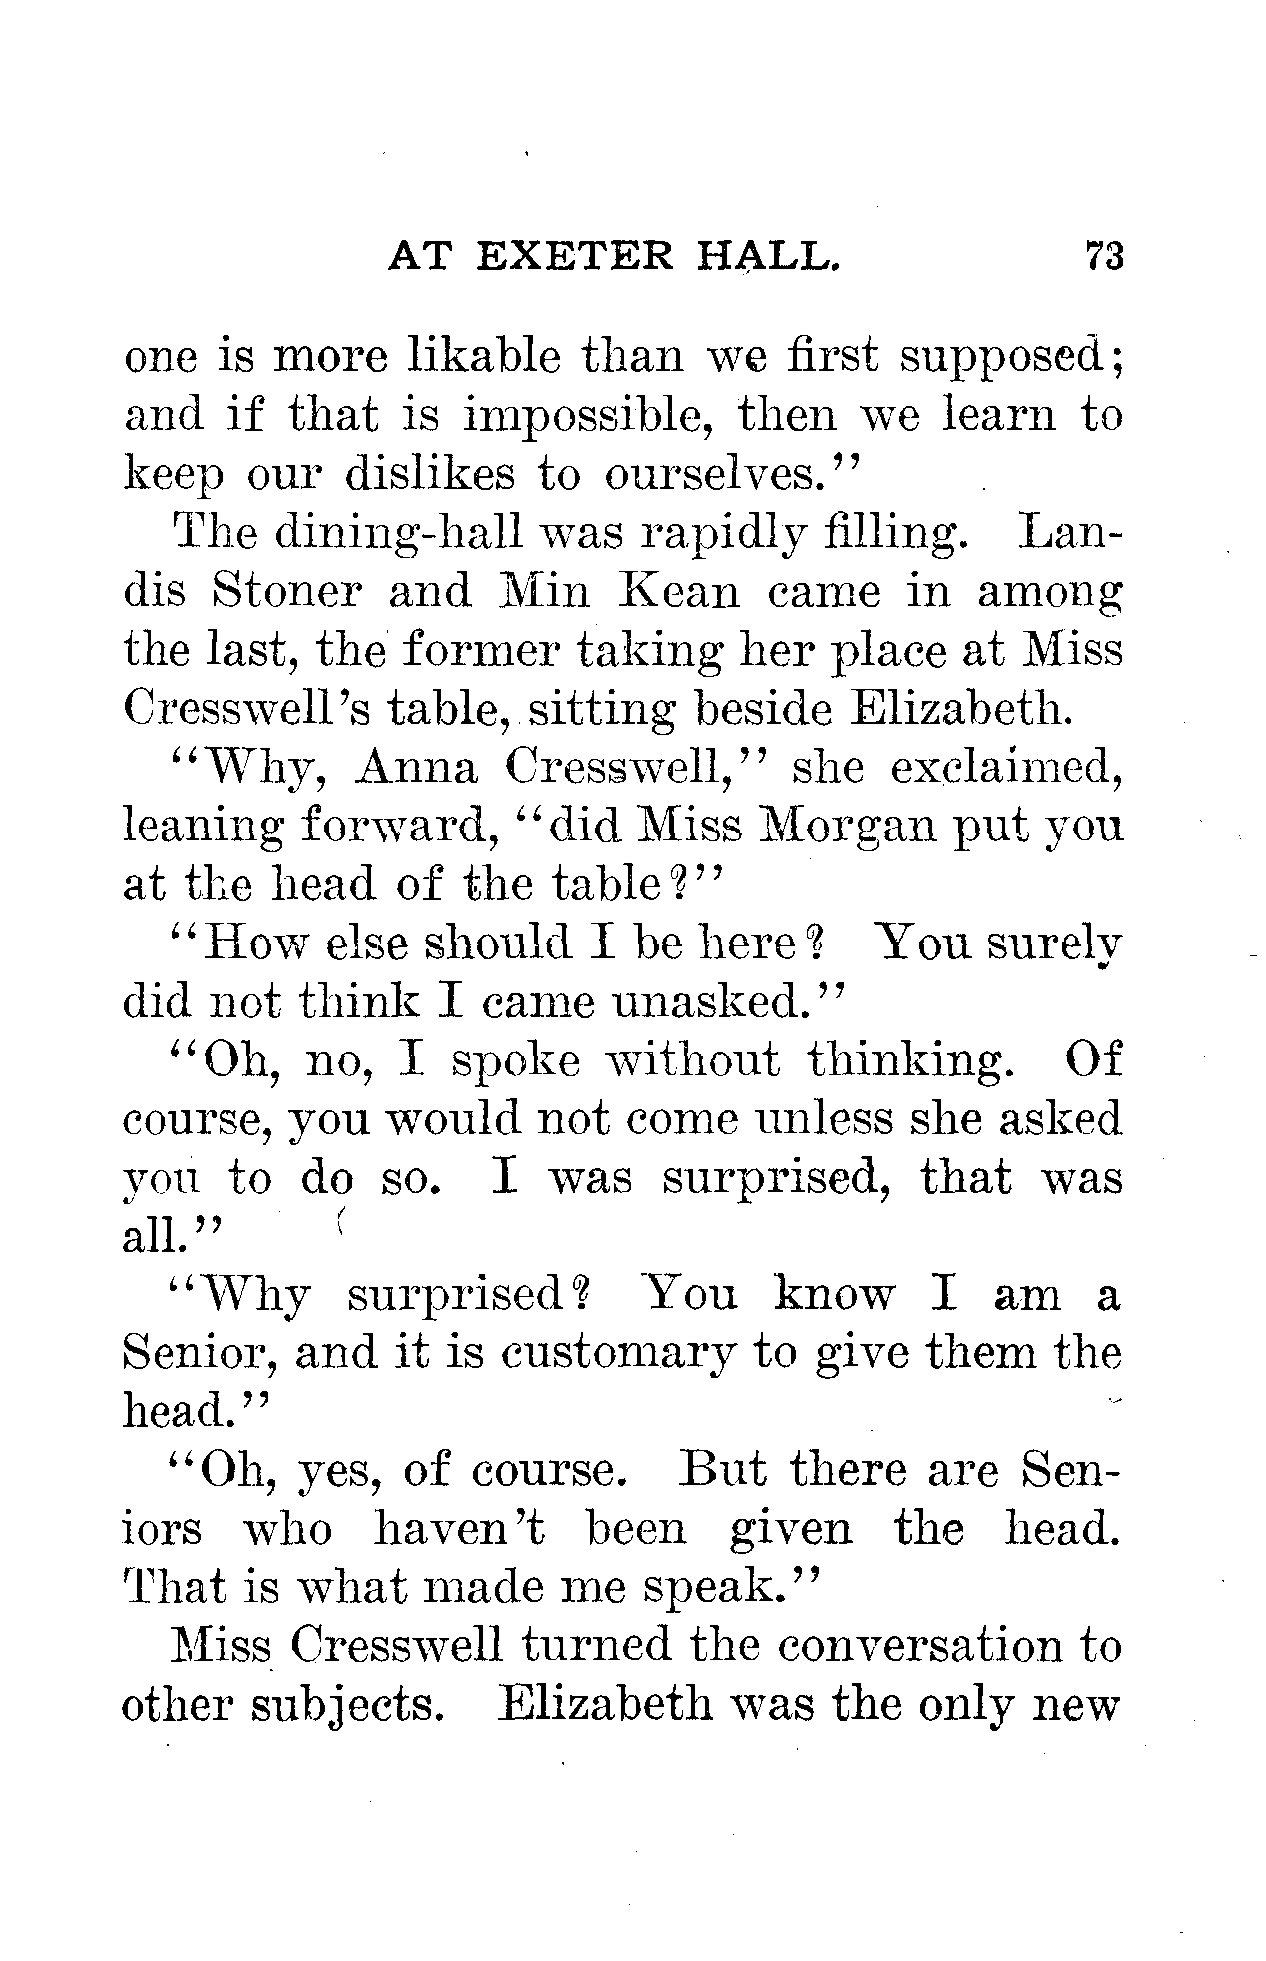 AT EXETER HALL. 73
one is more likable than we first supposed;
and if that is impossible, then we learn to
keep our dislikes to ourselves.''
The dining-hall was rapidly filling. Lan-
dis Stoner and Min Kean came in among
the last, the former taking her place at Miss
Cresswell's table, sitting beside Elizabeth.
"Why, Anna Cresswell,'' she exclaimed,
leaning forward, "did Miss Morgan put you
at the head of the table?''
"How else should I be here? You surely
did not think I came unasked.''
"Oh, no, I spoke without thinking. Of
course, you would not come unless she asked
you to do so. I was surprised, that was
all.''
"Why surprised? You know I am a
Senior, and it is customary to give them the
head.''
"Oh, yes, of course. But there are Sen-
iors who haven't been given the head.
That is what made me speak.''
Miss Cresswell turned the conversation to
other subjects. Elizabeth was the only new